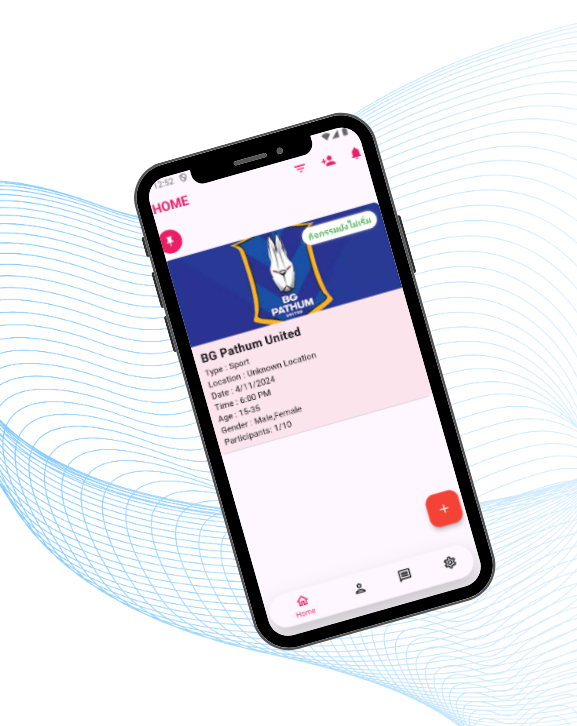 12:52
HOME
กิจกรรมยังไม่เริ่ม
BG
PATHUM
UNITED
BG Pathum United
Type : Sport
Location : Unknown Location
Date : 4/11/2024
Time : 6:00 PM
Age : 15-35
Gender : Male,Female
Participants: 1/10
Home